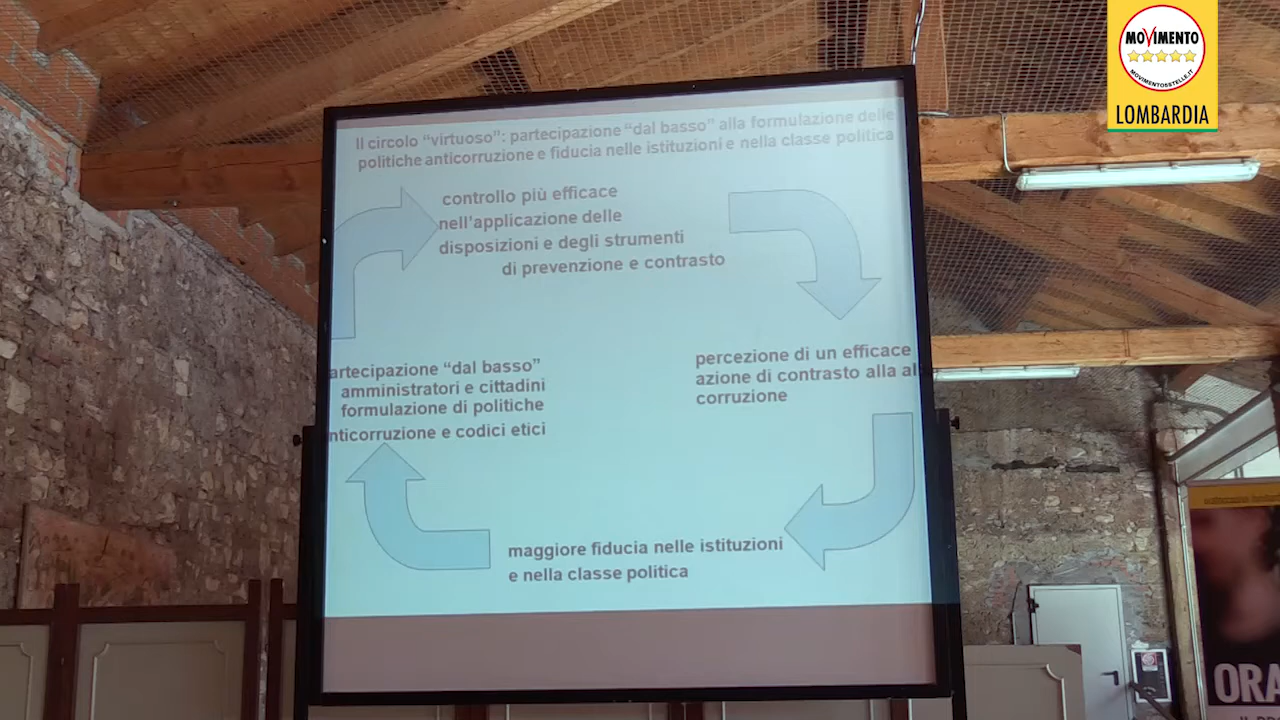 MOVIMENTO
MOVIMENTO5STELLE.IT
LOMBARDIA
Il circolo “virtuoso”: partecipazione “dal basso” alla formulazione delle
politiche anticorruzione e fiducia nelle istituzioni e nella classe politica
controllo più efficace
nell'applicazione delle
disposizioni e degli strumenti
di prevenzione e contrasto
percezione di un efficace
azione di contrasto alla al
corruzione
artecipazione “dal basso”
amministratori e cittadini
formulazione di politiche
nticorruzione e codici etici
maggiore fiducia nelle istituzioni
e nella classe politica
ORA